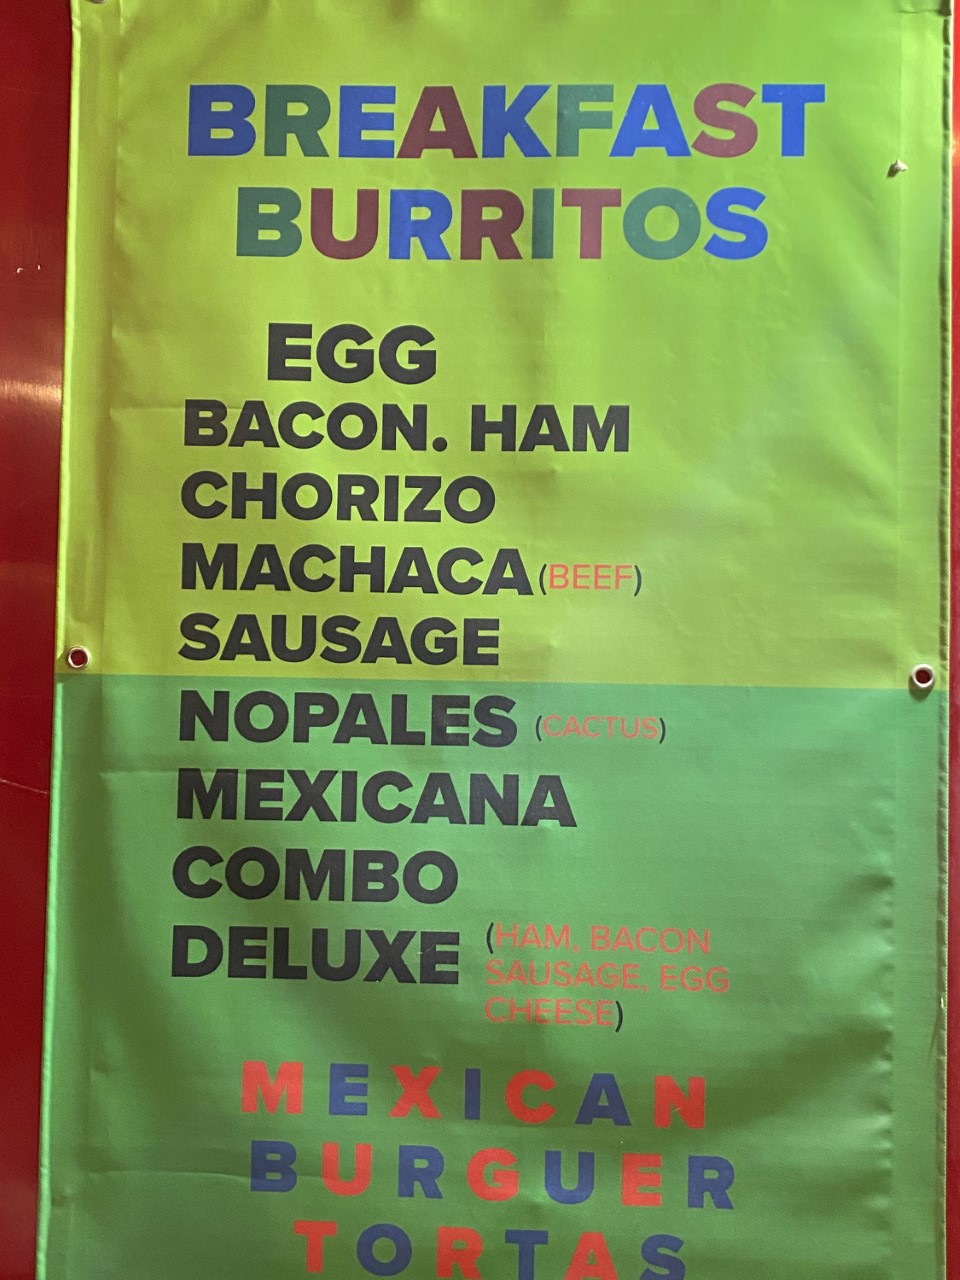 BREAKFAST
BURRITOS
EGG
BACON. HAM
CHORIZO
MACHACA (BEEF)
SAUSAGE
NOPALES (CACTUS)
MEXICANA
COMBO
DELUXE (HAM, BACON
SAUSAGE, EGG
CHEESE)
MEXICAN
BURGUER
TORTAS